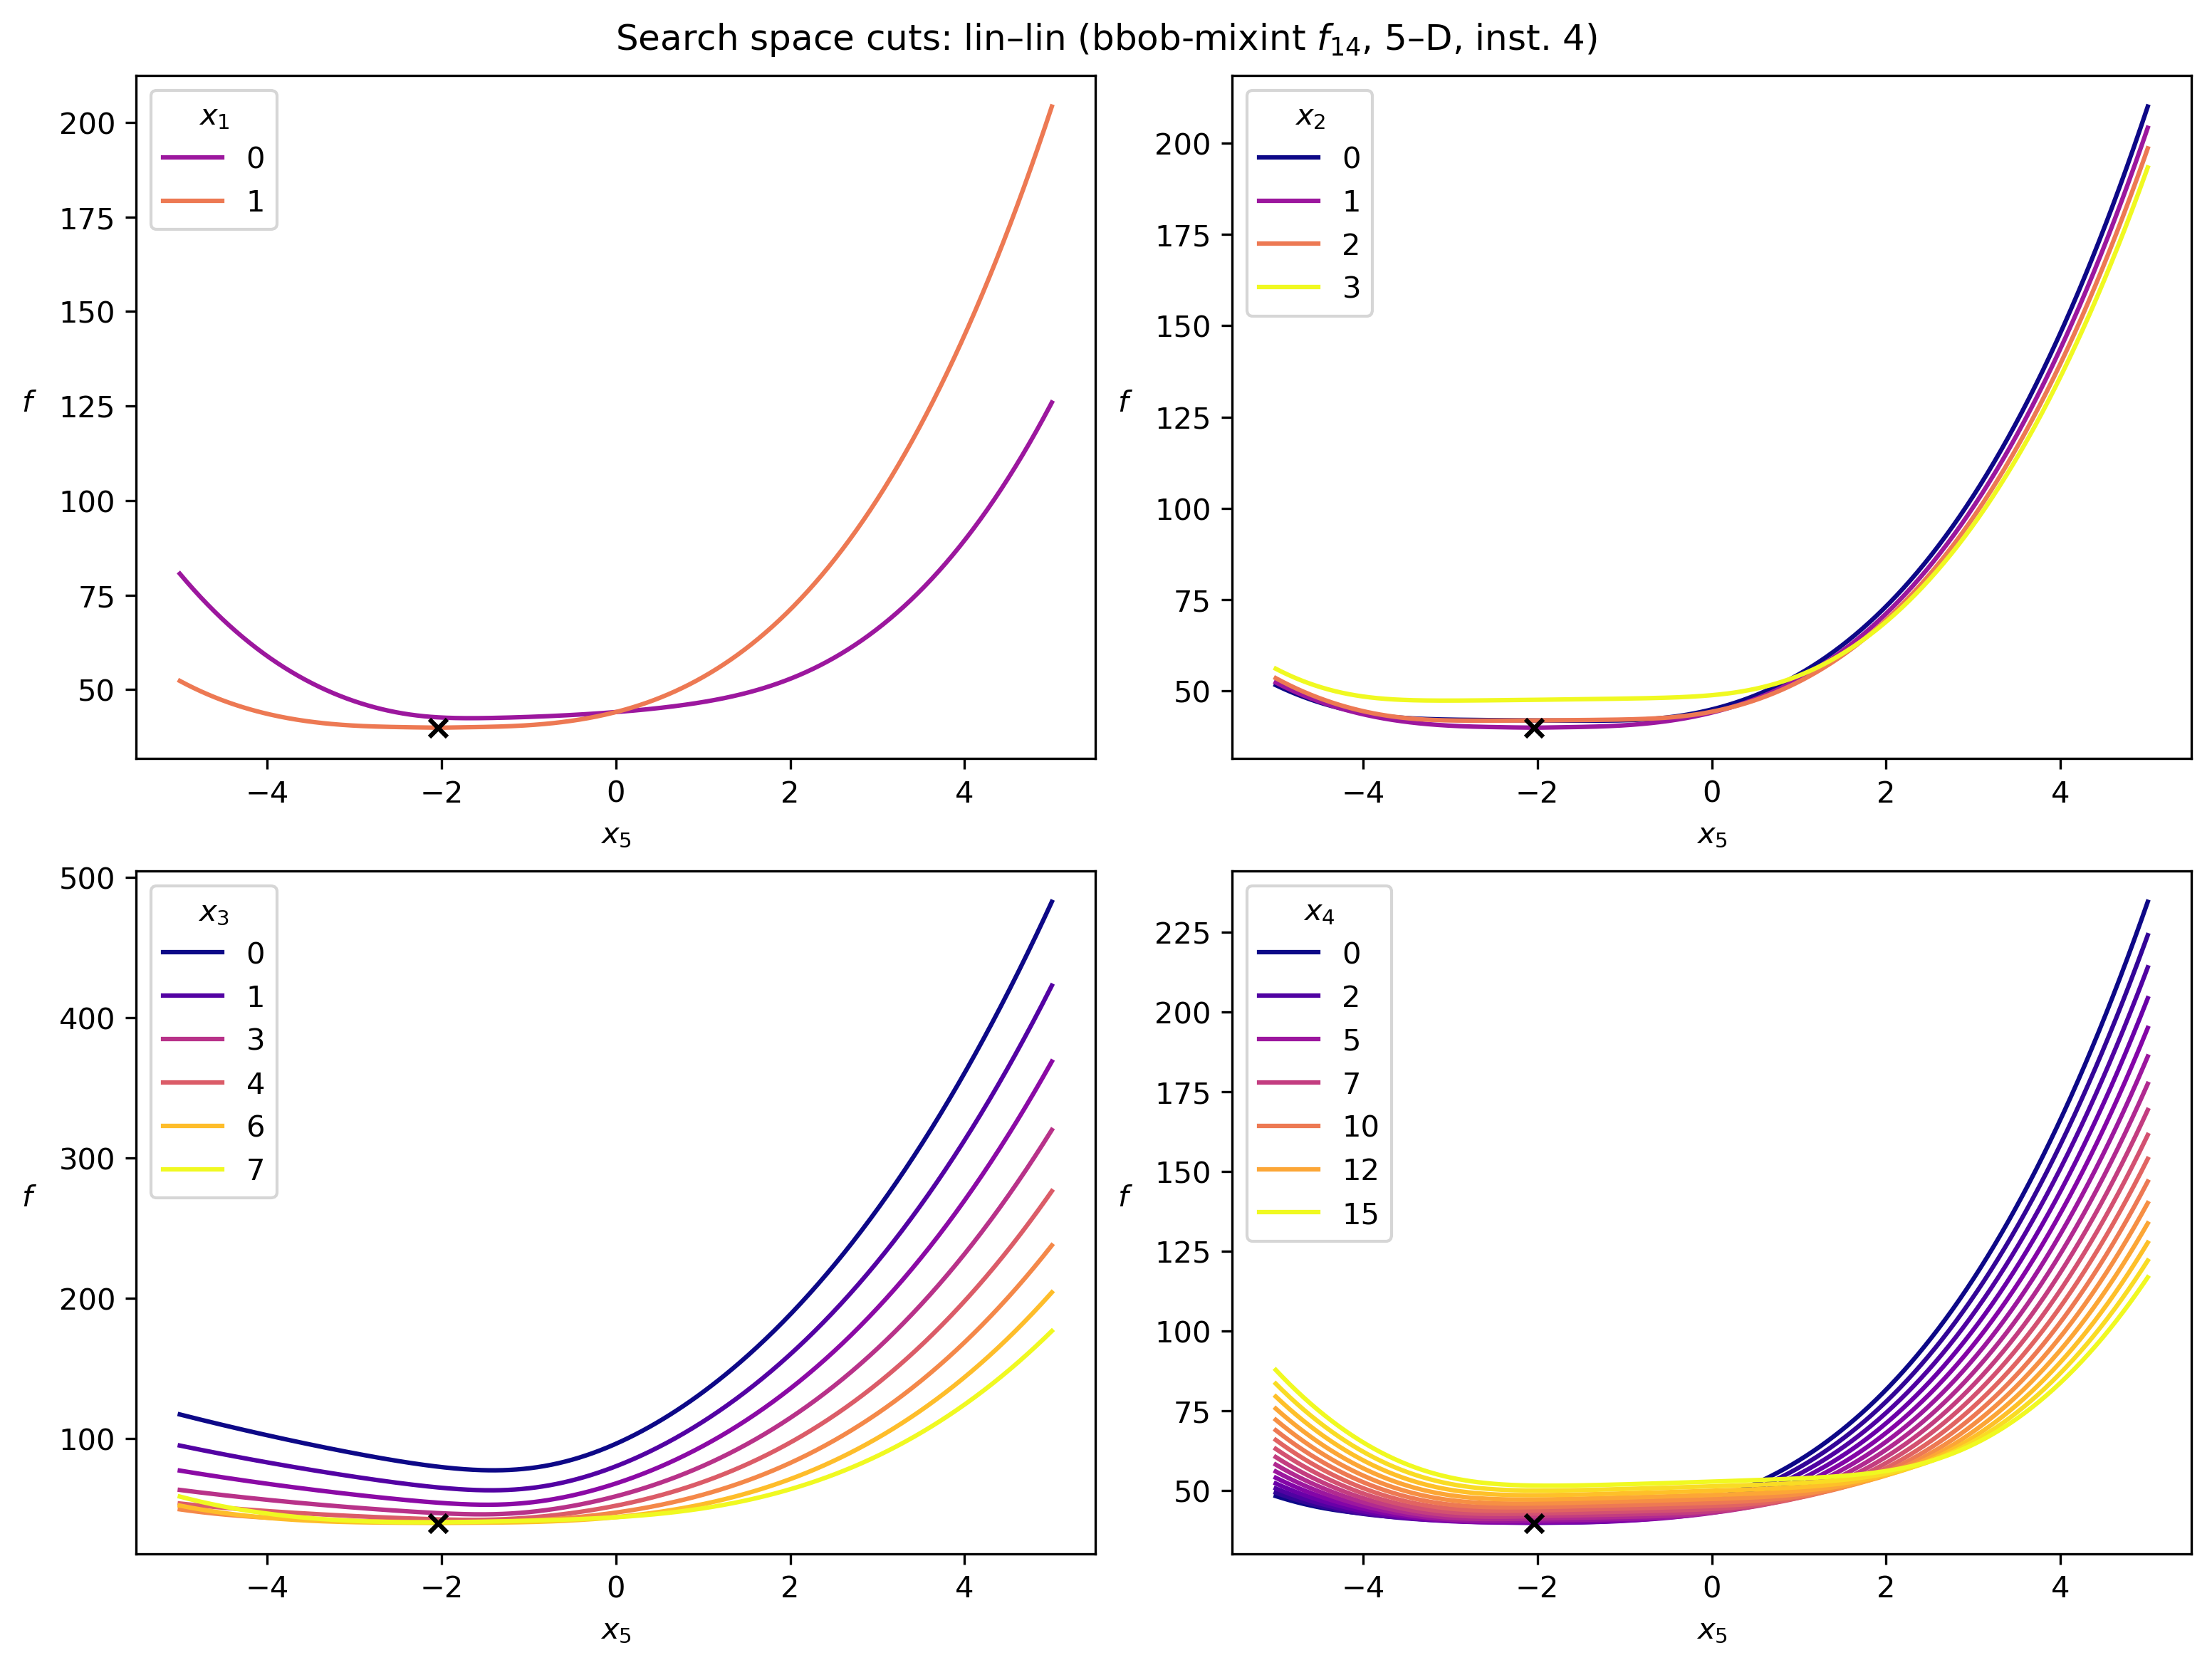 Search space cuts: lin–lin (bbob-mixint f14, 5–D, inst. 4)
x1
0
1
200
175
150
125
100
75
50
f
−4 −2 0 2 4
x5
x2
0
1
2
3
200
175
150
125
100
75
50
f
−4 −2 0 2 4
x5
x3
0
1
3
4
6
7
500
400
300
200
100
f
−4 −2 0 2 4
x5
x4
0
2
5
7
10
12
15
225
200
175
150
125
100
75
50
f
−4 −2 0 2 4
x5